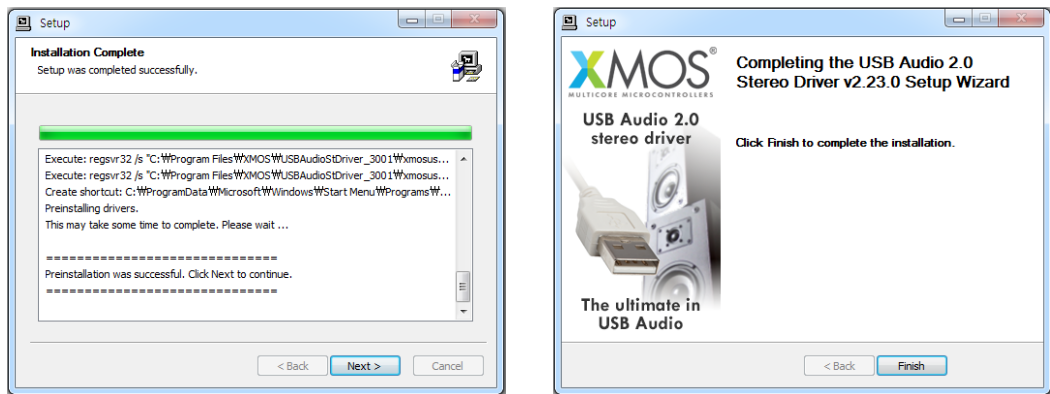 Setup
Installation Complete
Setup was completed successfully.
Execute: regsvr32 /s "C:₩Program Files₩XMOS₩USBAudioStDriver_3001₩xmosus...
Execute: regsvr32 /s "C:₩Program Files₩XMOS₩USBAudioStDriver_3001₩xmosus...
Create shortcut: C:₩ProgramData₩Microsoft₩Windows₩Start Menu₩Programs₩...
Preinstalling drivers.
This may take some time to complete. Please wait ...
==============================
Preinstallation was successful. Click Next to continue.
==============================
< Back
Next >
Cancel
Setup
XMOS®
MULTICORE MICROCONTROLLERS
USB Audio 2.0
stereo driver
The ultimate in
USB Audio
Completing the USB Audio 2.0
Stereo Driver v2.23.0 Setup Wizard
Click Finish to complete the installation.
< Back
Finish